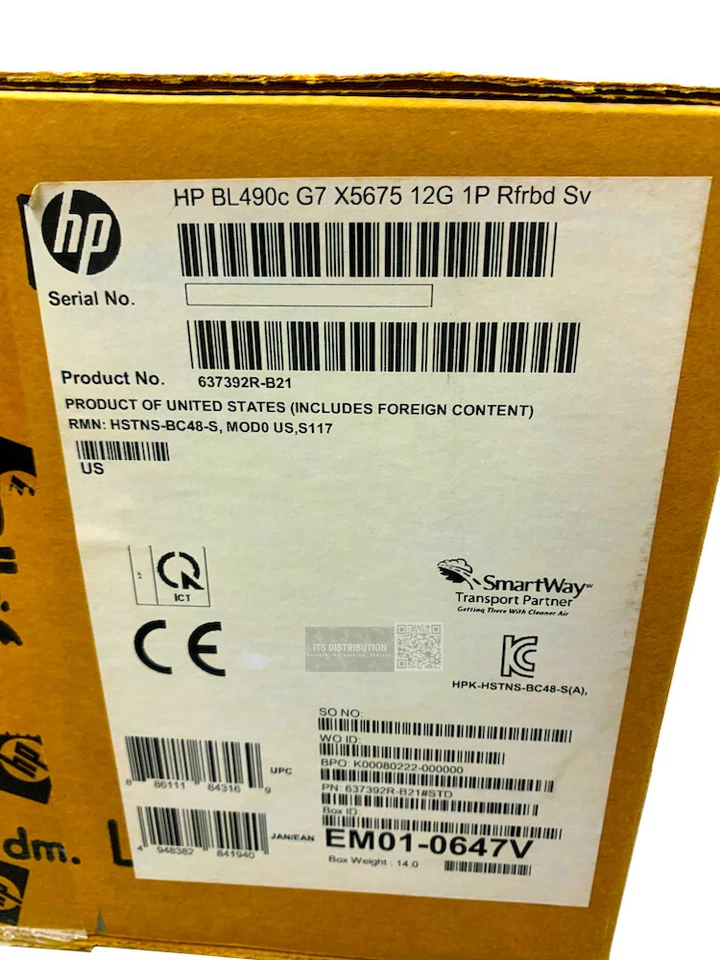 HP BL490c G7 X5675 12G 1P Rfrbd Sv
hp
Serial No.
Product No. 637392R-B21
PRODUCT OF UNITED STATES (INCLUDES FOREIGN CONTENT)
RMN: HSTNS-BC48-S, MOD0 US,S117
US
ICT
SmartWay
Transport Partner
Getting There With Cleaner Air
CE
ITS DISTRIBUTION
HPK-HSTNS-BC48-S(A),
SO NO:
WO ID:
BPO: K00080222-000000
PN: 637392R-B21#STD
Box ID:
EM01-0647V
Box Weight : 14.0
8 86111 84316 9
UPC
4 948382 841940
JAN/EAN
hp
dm.
hp